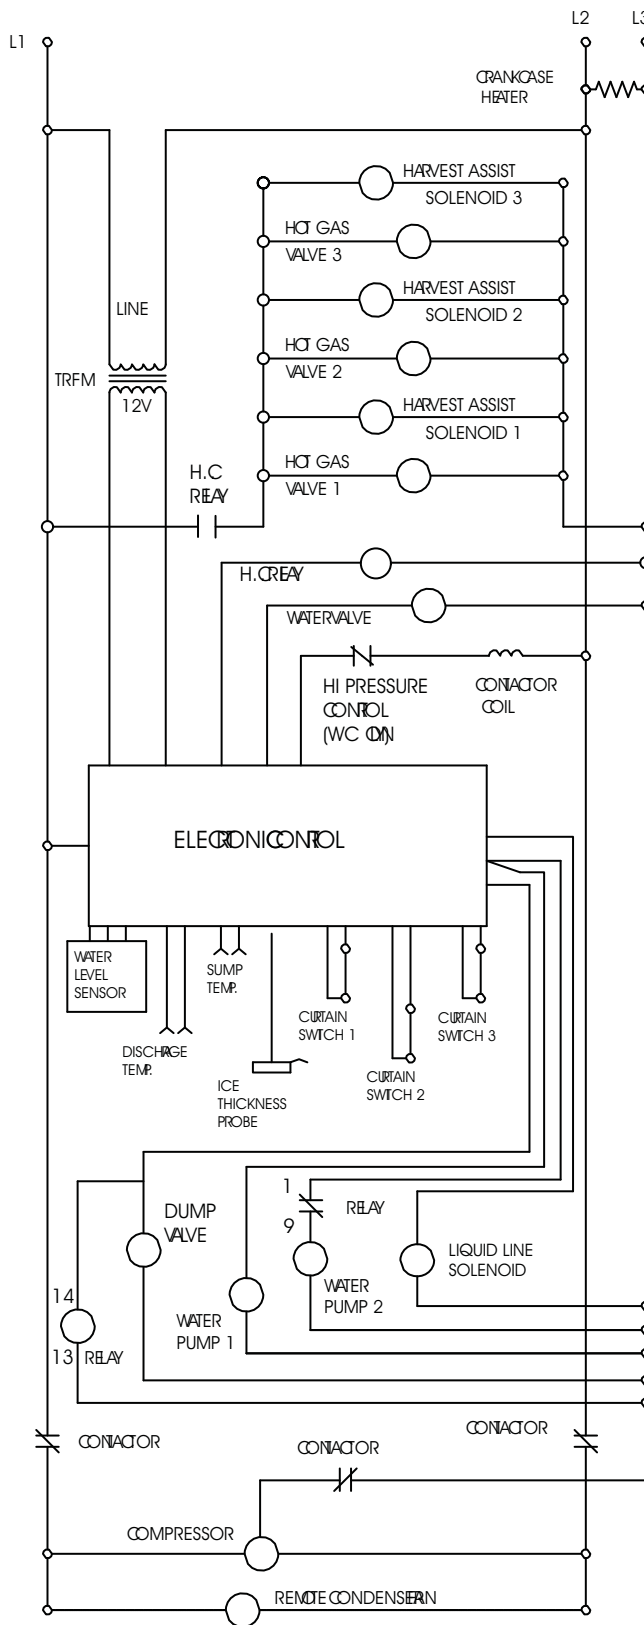 L1
L2
L3
CRANKCASE
HEATER
HARVEST ASSIST
SOLENOID 3
HOT GAS
VALVE 3
HARVEST ASSIST
SOLENOID 2
LINE
HOT GAS
VALVE 2
TRFM
12V
HARVEST ASSIST
SOLENOID 1
HOT GAS
VALVE 1
H.C
RELAY
H.C.RELAY
WATER VALVE
HI PRESSURE
CONTROL
(WC ONLY)
CONTACTOR
COIL
ELECTRONIC CONTROL
WATER
LEVEL
SENSOR
SUMP
TEMP.
DISCHARGE
TEMP.
ICE
THICKNESS
PROBE
CURTAIN
SWITCH 1
CURTAIN
SWITCH 2
CURTAIN
SWITCH 3
DUMP
VALVE
1
9
RELAY
LIQUID LINE
SOLENOID
WATER
PUMP 2
WATER
PUMP 1
14
13
RELAY
CONTACTOR
CONTACTOR
CONTACTOR
COMPRESSOR
REMOTE CONDENSER FAN